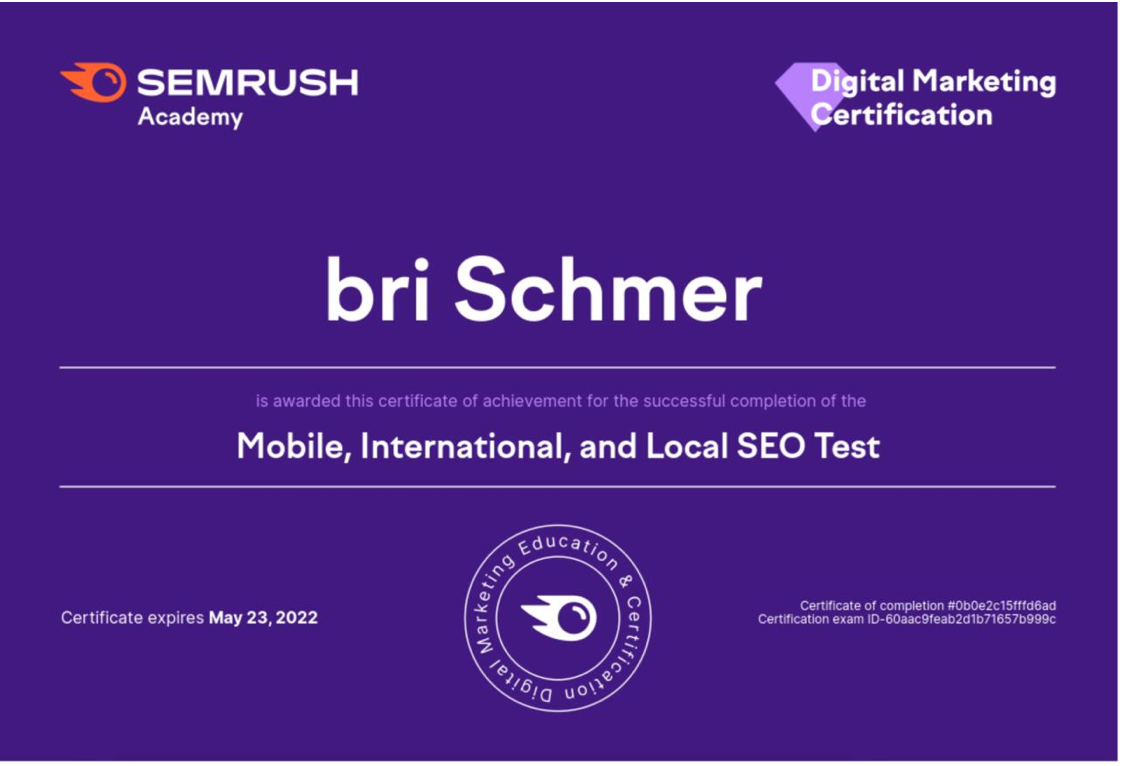 SEMRUSH
Academy
Digital Marketing
Certification
bri Schmer
is awarded this certificate of achievement for the successful completion of the
Mobile, International, and Local SEO Test
Certificate expires May 23, 2022
Digital Marketing Education & Certification
Certificate of completion #0b0e2c15fffd6ad
Certification exam ID-60aac9feab2d1b71657b999c